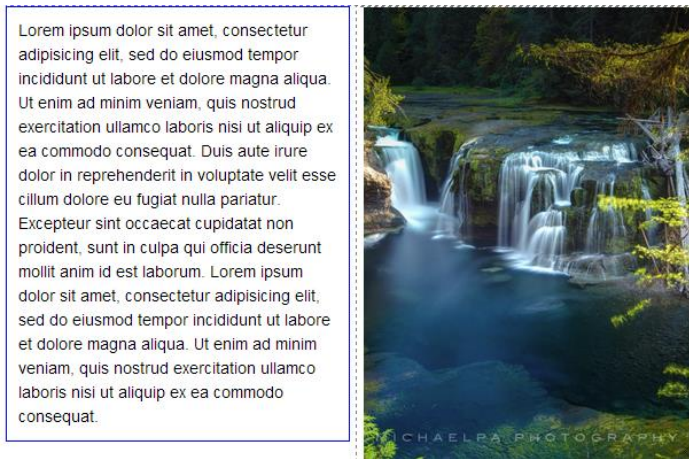 Lorem ipsum dolor sit amet, consectetur
adipisicing elit, sed do eiusmod tempor
incididunt ut labore et dolore magna aliqua.
Ut enim ad minim veniam, quis nostrud
exercitation ullamco laboris nisi ut aliquip ex
ea commodo consequat. Duis aute irure
dolor in reprehenderit in voluptate velit esse
cillum dolore eu fugiat nulla pariatur.
Excepteur sint occaecat cupidatat non
proident, sunt in culpa qui officia deserunt
mollit anim id est laborum. Lorem ipsum
dolor sit amet, consectetur adipisicing elit,
sed do eiusmod tempor incididunt ut labore
et dolore magna aliqua. Ut enim ad minim
veniam, quis nostrud exercitation ullamco
laboris nisi ut aliquip ex ea commodo
consequat.
MICHAELPA PHOTOGRAPHY